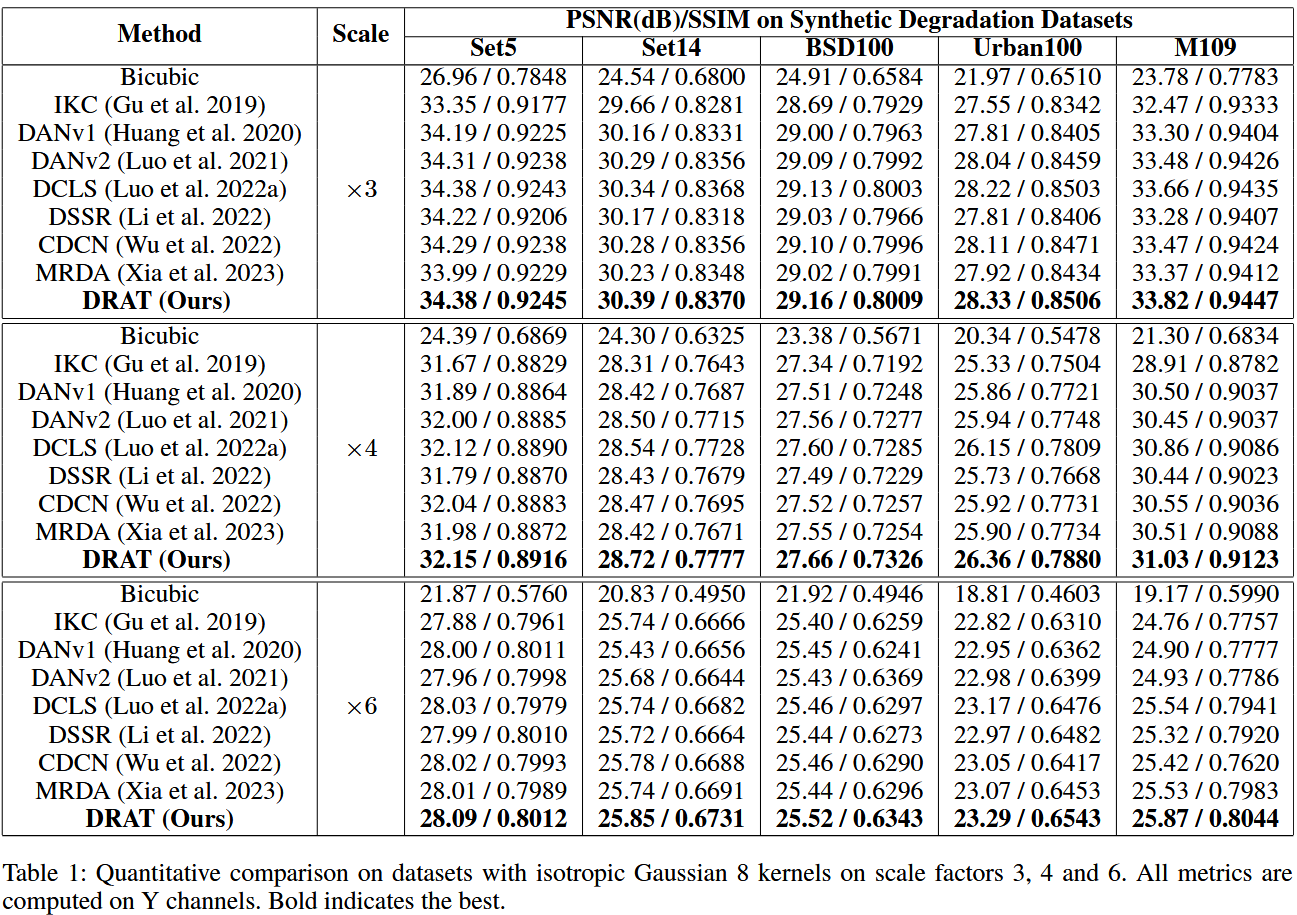 Method Scale PSNR(dB)/SSIM on Synthetic Degradation Datasets
Set5 Set14 BSD100 Urban100 M109
Bicubic 26.96 / 0.7848 24.54 / 0.6800 24.91 / 0.6584 21.97 / 0.6510 23.78 / 0.7783
IKC (Gu et al. 2019) 33.35 / 0.9177 29.66 / 0.8281 28.69 / 0.7929 27.55 / 0.8342 32.47 / 0.9333
DANv1 (Huang et al. 2020) 34.19 / 0.9225 30.16 / 0.8331 29.00 / 0.7963 27.81 / 0.8405 33.30 / 0.9404
DANv2 (Luo et al. 2021) 34.31 / 0.9238 30.29 / 0.8356 29.09 / 0.7992 28.04 / 0.8459 33.48 / 0.9426
DCLS (Luo et al. 2022a) ×3 34.38 / 0.9243 30.34 / 0.8368 29.13 / 0.8003 28.22 / 0.8503 33.66 / 0.9435
DSSR (Li et al. 2022) 34.22 / 0.9206 30.17 / 0.8318 29.03 / 0.7966 27.81 / 0.8406 33.28 / 0.9407
CDCN (Wu et al. 2022) 34.29 / 0.9238 30.28 / 0.8356 29.10 / 0.7996 28.11 / 0.8471 33.47 / 0.9424
MRDA (Xia et al. 2023) 33.99 / 0.9229 30.23 / 0.8348 29.02 / 0.7991 27.92 / 0.8434 33.37 / 0.9412
DRAT (Ours) 34.38 / 0.9245 30.39 / 0.8370 29.16 / 0.8009 28.33 / 0.8506 33.82 / 0.9447
Bicubic 24.39 / 0.6869 24.30 / 0.6325 23.38 / 0.5671 20.34 / 0.5478 21.30 / 0.6834
IKC (Gu et al. 2019) 31.67 / 0.8829 28.31 / 0.7643 27.34 / 0.7192 25.33 / 0.7504 28.91 / 0.8782
DANv1 (Huang et al. 2020) 31.89 / 0.8864 28.42 / 0.7687 27.51 / 0.7248 25.86 / 0.7721 30.50 / 0.9037
DANv2 (Luo et al. 2021) 32.00 / 0.8885 28.50 / 0.7715 27.56 / 0.7277 25.94 / 0.7748 30.45 / 0.9037
DCLS (Luo et al. 2022a) ×4 32.12 / 0.8890 28.54 / 0.7728 27.60 / 0.7285 26.15 / 0.7809 30.86 / 0.9086
DSSR (Li et al. 2022) 31.79 / 0.8870 28.43 / 0.7679 27.49 / 0.7229 25.73 / 0.7668 30.44 / 0.9023
CDCN (Wu et al. 2022) 32.04 / 0.8883 28.47 / 0.7695 27.52 / 0.7257 25.92 / 0.7731 30.55 / 0.9036
MRDA (Xia et al. 2023) 31.98 / 0.8872 28.42 / 0.7671 27.55 / 0.7254 25.90 / 0.7734 30.51 / 0.9088
DRAT (Ours) 32.15 / 0.8916 28.72 / 0.7777 27.66 / 0.7326 26.36 / 0.7880 31.03 / 0.9123
Bicubic 21.87 / 0.5760 20.83 / 0.4950 21.92 / 0.4946 18.81 / 0.4603 19.17 / 0.5990
IKC (Gu et al. 2019) 27.88 / 0.7961 25.74 / 0.6666 25.40 / 0.6259 22.82 / 0.6310 24.76 / 0.7757
DANv1 (Huang et al. 2020) 28.00 / 0.8011 25.43 / 0.6656 25.45 / 0.6241 22.95 / 0.6362 24.90 / 0.7777
DANv2 (Luo et al. 2021) 27.96 / 0.7998 25.68 / 0.6644 25.43 / 0.6369 22.98 / 0.6399 24.93 / 0.7786
DCLS (Luo et al. 2022a) ×6 28.03 / 0.7979 25.74 / 0.6682 25.46 / 0.6297 23.17 / 0.6476 25.54 / 0.7941
DSSR (Li et al. 2022) 27.99 / 0.8010 25.72 / 0.6664 25.44 / 0.6273 22.97 / 0.6482 25.32 / 0.7920
CDCN (Wu et al. 2022) 28.02 / 0.7993 25.78 / 0.6688 25.46 / 0.6290 23.05 / 0.6417 25.42 / 0.7620
MRDA (Xia et al. 2023) 28.01 / 0.7989 25.74 / 0.6691 25.44 / 0.6296 23.07 / 0.6453 25.53 / 0.7983
DRAT (Ours) 28.09 / 0.8012 25.85 / 0.6731 25.52 / 0.6343 23.29 / 0.6543 25.87 / 0.8044
Table 1: Quantitative comparison on datasets with isotropic Gaussian 8 kernels on scale factors 3, 4 and 6. All metrics are
computed on Y channels. Bold indicates the best.